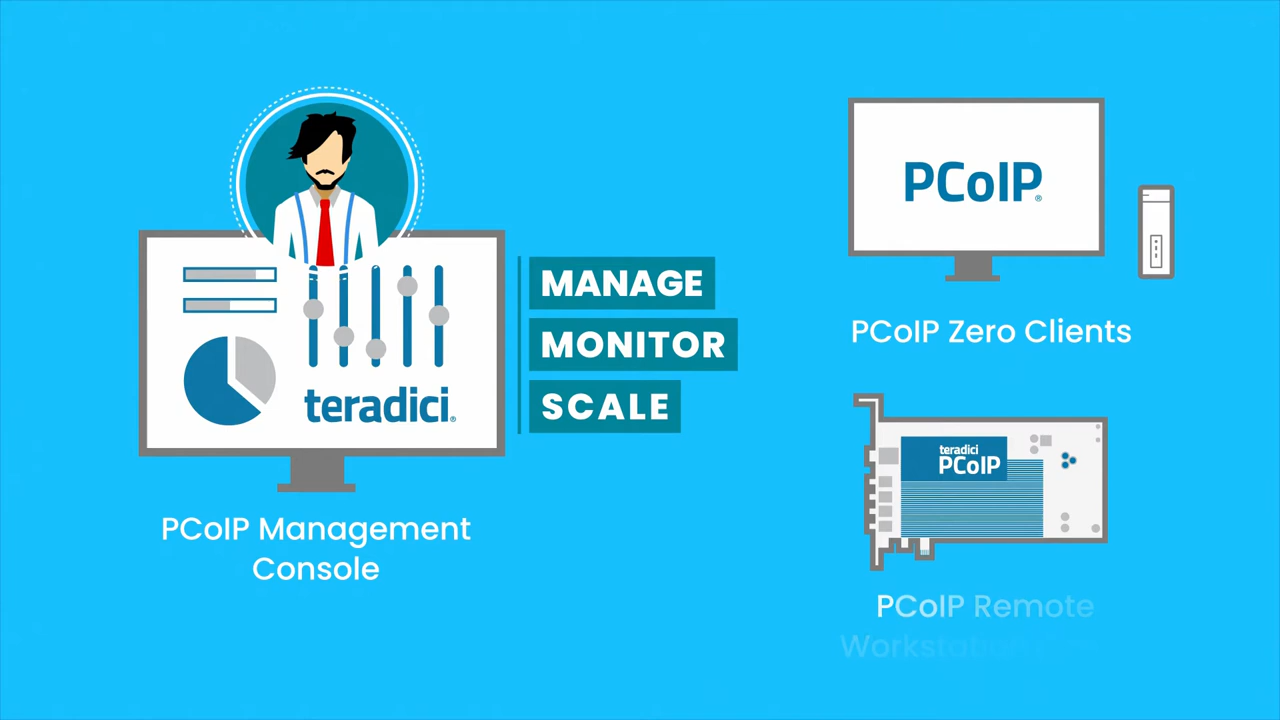 teradici®
PCoIP Management
Console
MANAGE
MONITOR
SCALE
PCoIP®
PCoIP Zero Clients
teradici
PCoIP
PCoIP Remote